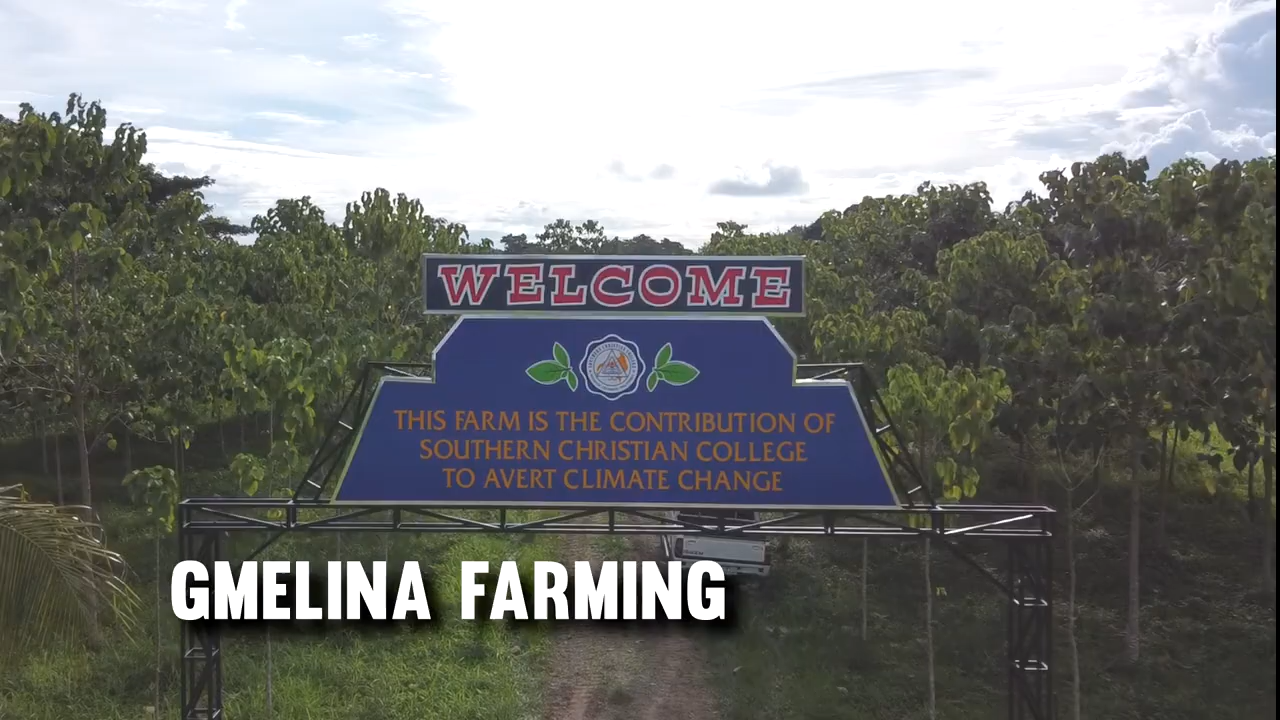 WELCOME
THIS FARM IS THE CONTRIBUTION OF
SOUTHERN CHRISTIAN COLLEGE
TO AVERT CLIMATE CHANGE
GMELINA FARMING